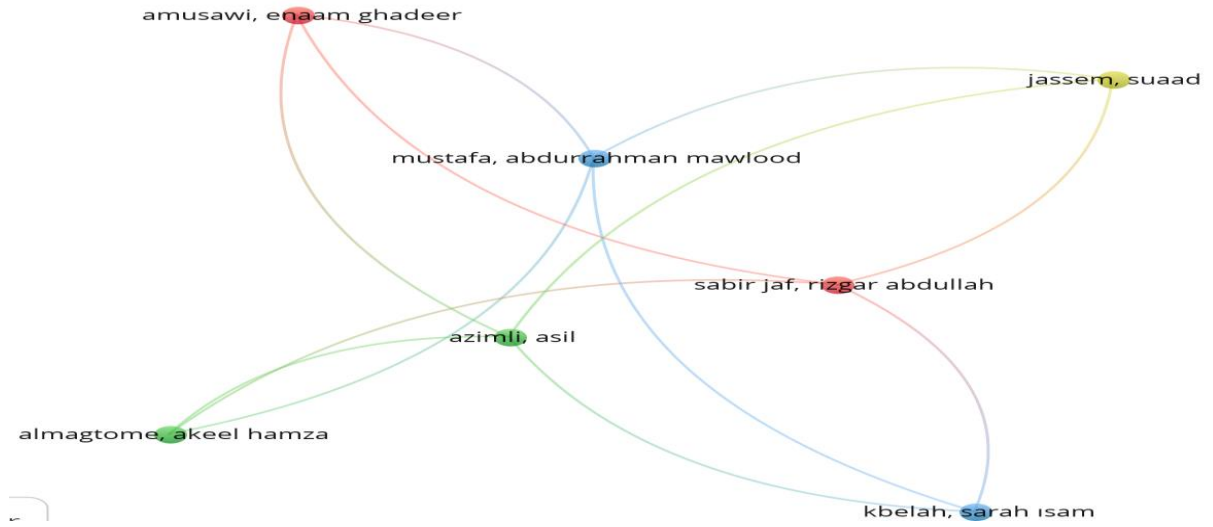 amusawi, enaam ghadeer
jassem, suaad
mustafa, abdurrahman mawlood
sabir jaf, rizgar abdullah
azimli, asil
almagtome, akeel hamza
kbelah, sarah ısam